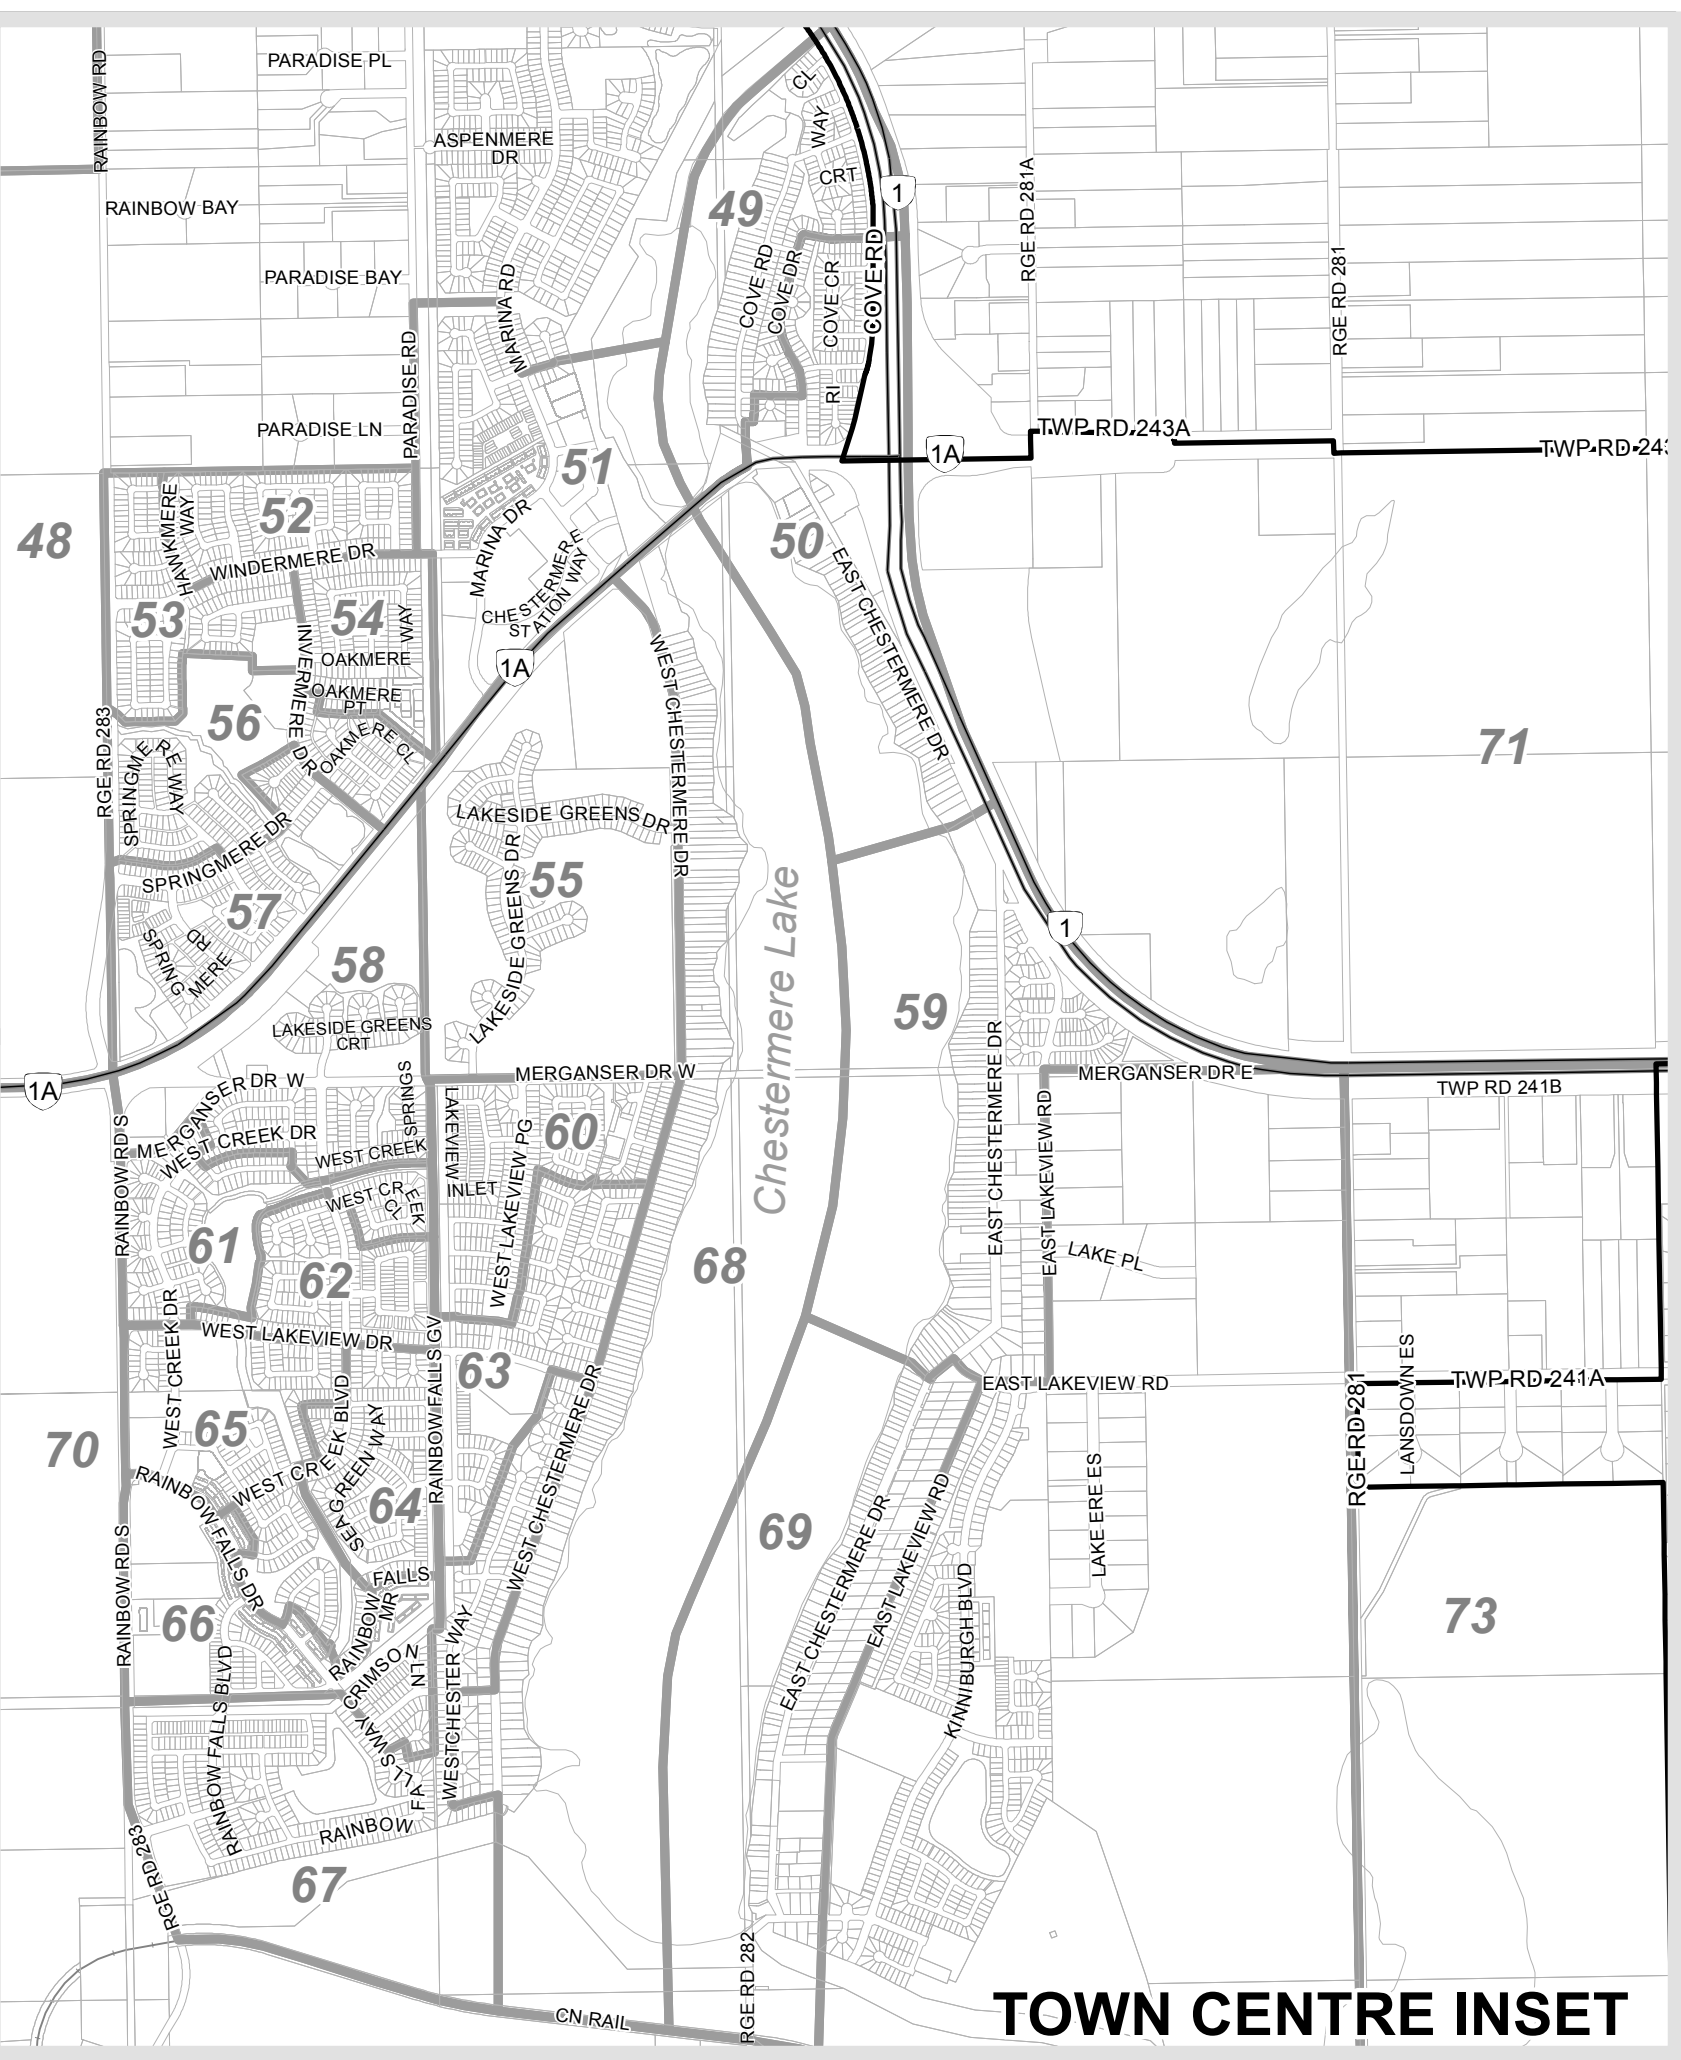 RAINBOW RD
PARADISE PL
CL
WAY
ASPENMERE
DR
CRT
RGE RD 281A
1
RAINBOW BAY
49
PARADISE BAY
MARINA RD
COVE RD
COVE DR
COVE CR
COVE RD
RGE RD 281
PARADISE RD
RI
PARADISE LN
TWP RD 243A
1A
TWP RD 243
51
48
HAWKMERE
WAY
52
MARINA DR
50
WINDERMERE DR
CHESTERMERE
STATION WAY
EAST CHESTERMERE DR
53
54
WAY
INVERMERE DR
OAKMERE
1A
WEST CHESTERMERE DR
OAKMERE
PT
56
OAKMERE CL
71
RGE RD 283
SPRINGMERE WAY
LAKESIDE GREENS DR
SPRINGMERE DR
LAKESIDE GREENS DR
55
Chestermere Lake
57
SPRING
MERE
RD
1
58
59
LAKESIDE GREENS
CRT
EAST CHESTERMERE DR
MERGANSER DR W
MERGANSER DR E
1A
MERGANSER DR W
SPRINGS
TWP RD 241B
RAINBOW RD S
WEST CREEK DR
WEST CREEK
LAKEVIEW
INLET
WEST LAKEVIEW PG
60
EAST LAKEVIEW RD
WEST CREEK
CL
61
62
LAKE PL
68
WEST CREEK DR
WEST LAKEVIEW DR
RAINBOW FALLS GV
63
WEST CHESTERMERE DR
EAST LAKEVIEW RD
LANSDOWN ES
TWP RD 241A
RGE RD 281
70
65
WEST CREEK BLVD
SEAGREEN WAY
RAINBOW FALLS DR
64
69
EAST CHESTERMERE DR
EAST LAKEVIEW RD
LAKE ERE ES
RAINBOW RD S
FALLS
RAINBOW
MR
KINNIBURGH BLVD
66
73
RAINBOW FALLS BLVD
CRIMSON LN
WESTCHESTER WAY
FALLS WAY
RAINBOW
RGE RD 283
67
RGE RD 282
CN RAIL
TOWN CENTRE INSET